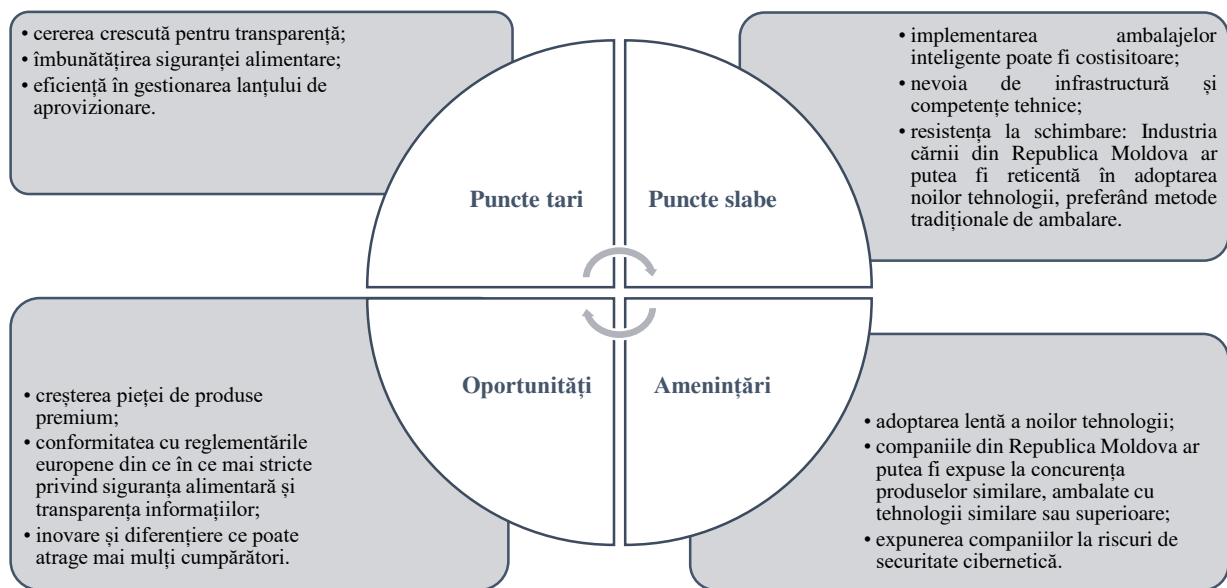 • cererea crescută pentru transparență;
• îmbunătățirea siguranței alimentare;
• eficiență în gestionarea lanțului de
aprovizionare.
Puncte tari
Puncte slabe
• implementarea ambalajelor
inteligente poate fi costisitoare;
• nevoia de infrastructură și
competențe tehnice;
• resistența la schimbare: Industria
cărnii din Republica Moldova ar
putea fi reticentă în adoptarea
noilor tehnologii, preferând metode
tradiționale de ambalare.
Oportunități
Amenințări
• creșterea pieței de produse
premium;
• conformitatea cu reglementările
europene din ce în ce mai stricte
privind siguranța alimentară și
transparența informațiilor;
• inovare și diferențiere ce poate
atrage mai mulți cumpărători.
• adoptarea lentă a noilor tehnologii;
• companiile din Republica Moldova ar
putea fi expuse la concurența
produselor similare, ambalate cu
tehnologii similare sau superioare;
• expunerea companiilor la riscuri de
securitate cibernetică.